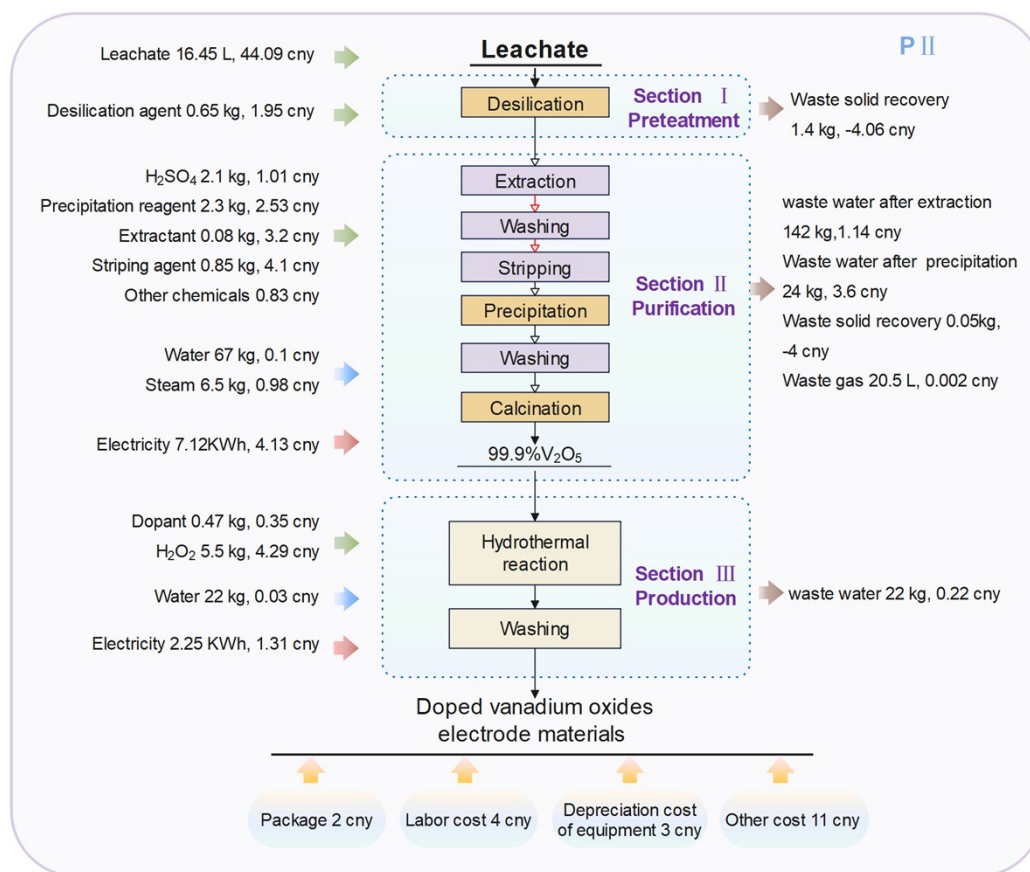 P Ⅱ
Leachate 16.45 L, 44.09 cny
Leachate
Desilication agent 0.65 kg, 1.95 cny
Desilication
Section Ⅰ
Pretreatment
Waste solid recovery
1.4 kg, -4.06 cny
H₂SO₄ 2.1 kg, 1.01 cny
Precipitation reagent 2.3 kg, 2.53 cny
Extractant 0.08 kg, 3.2 cny
Striping agent 0.85 kg, 4.1 cny
Other chemicals 0.83 cny
Water 67 kg, 0.1 cny
Steam 6.5 kg, 0.98 cny
Electricity 7.12KWh, 4.13 cny
Extraction
Washing
Stripping
Precipitation
Washing
Calcination
99.9%V₂O₅
Section Ⅱ
Purification
waste water after extraction
142 kg,1.14 cny
Waste water after precipitation
24 kg, 3.6 cny
Waste solid recovery 0.05kg,
-4 cny
Waste gas 20.5 L, 0.002 cny
Dopant 0.47 kg, 0.35 cny
H₂O₂ 5.5 kg, 4.29 cny
Water 22 kg, 0.03 cny
Electricity 2.25 KWh, 1.31 cny
Hydrothermal
reaction
Washing
Section Ⅲ
Production
waste water 22 kg, 0.22 cny
Doped vanadium oxides
electrode materials
Package 2 cny
Labor cost 4 cny
Depreciation cost
of equipment 3 cny
Other cost 11 cny